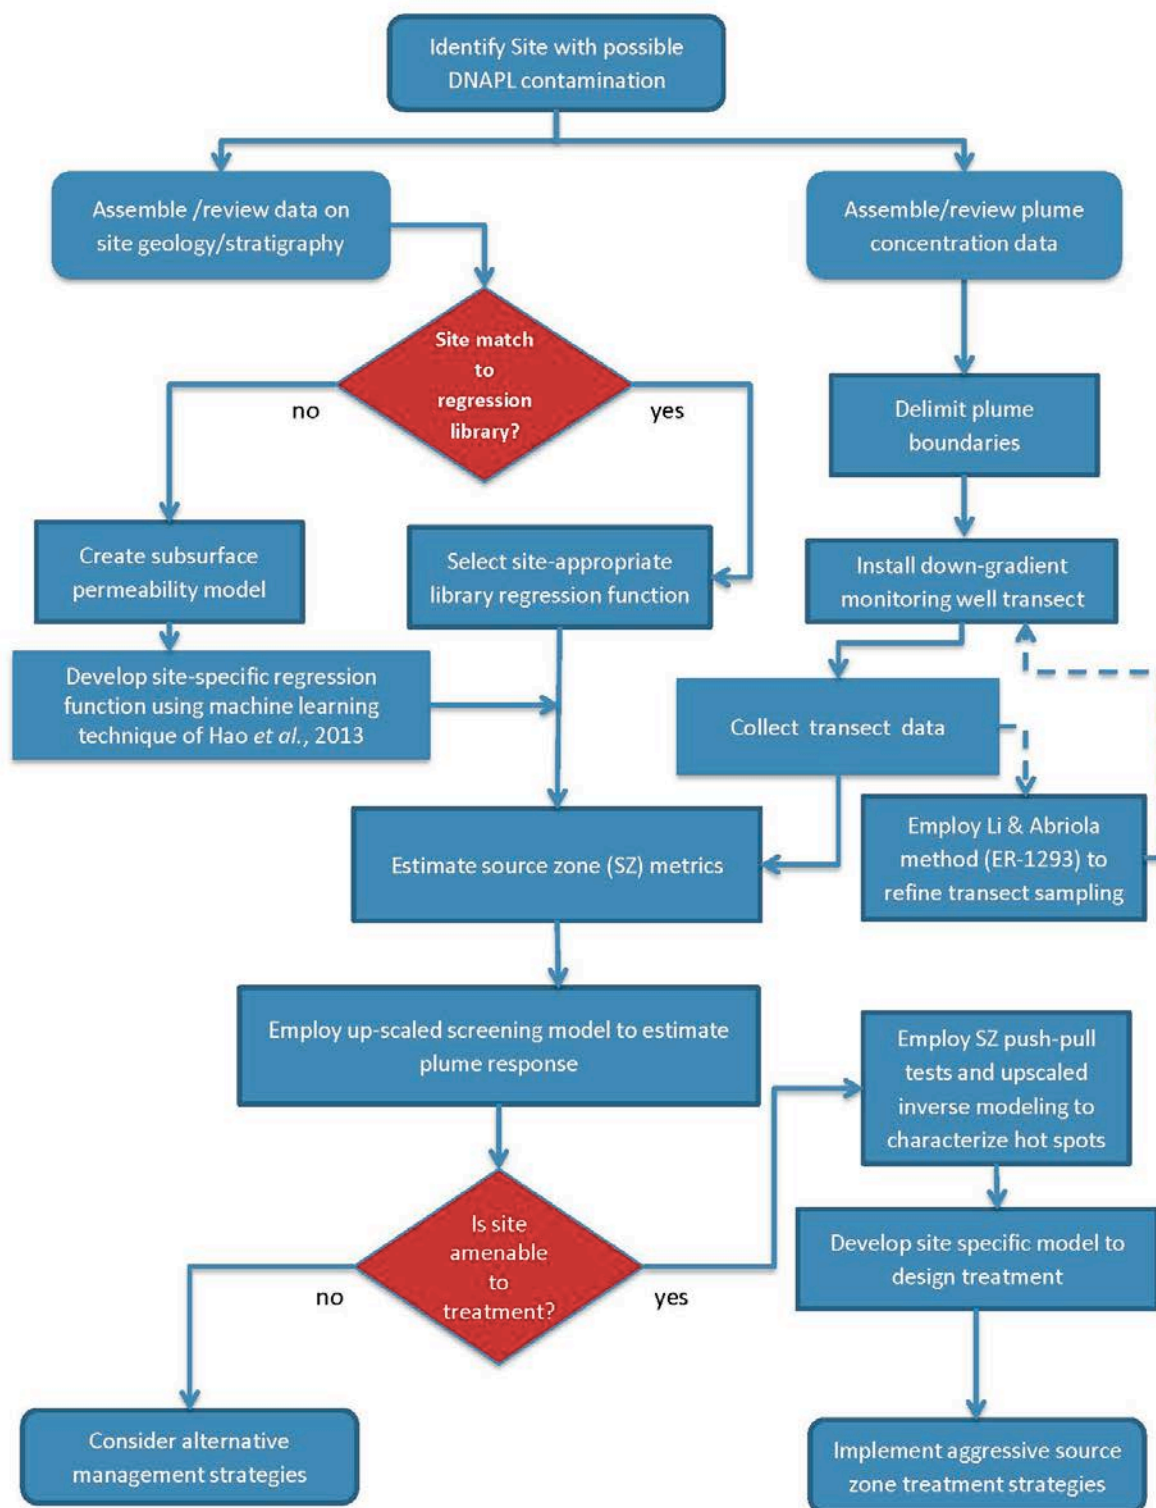 Identify Site with possible
DNAPL contamination
Assemble /review data on
site geology/stratigraphy
Assemble/review plume
concentration data
Site match
to
regression
library?
no
yes
Delimit plume
boundaries
Create subsurface
permeability model
Select site-appropriate
library regression function
Install down-gradient
monitoring well transect
Develop site-specific regression
function using machine learning
technique of Hao et al., 2013
Collect transect data
Estimate source zone (SZ) metrics
Employ Li & Abriola
method (ER-1293) to
refine transect sampling
Employ up-scaled screening model to estimate
plume response
Employ SZ push-pull
tests and upscaled
inverse modeling to
characterize hot spots
Is site
amenable
to
treatment?
no
yes
Develop site specific model to
design treatment
Consider alternative
management strategies
Implement aggressive source
zone treatment strategies